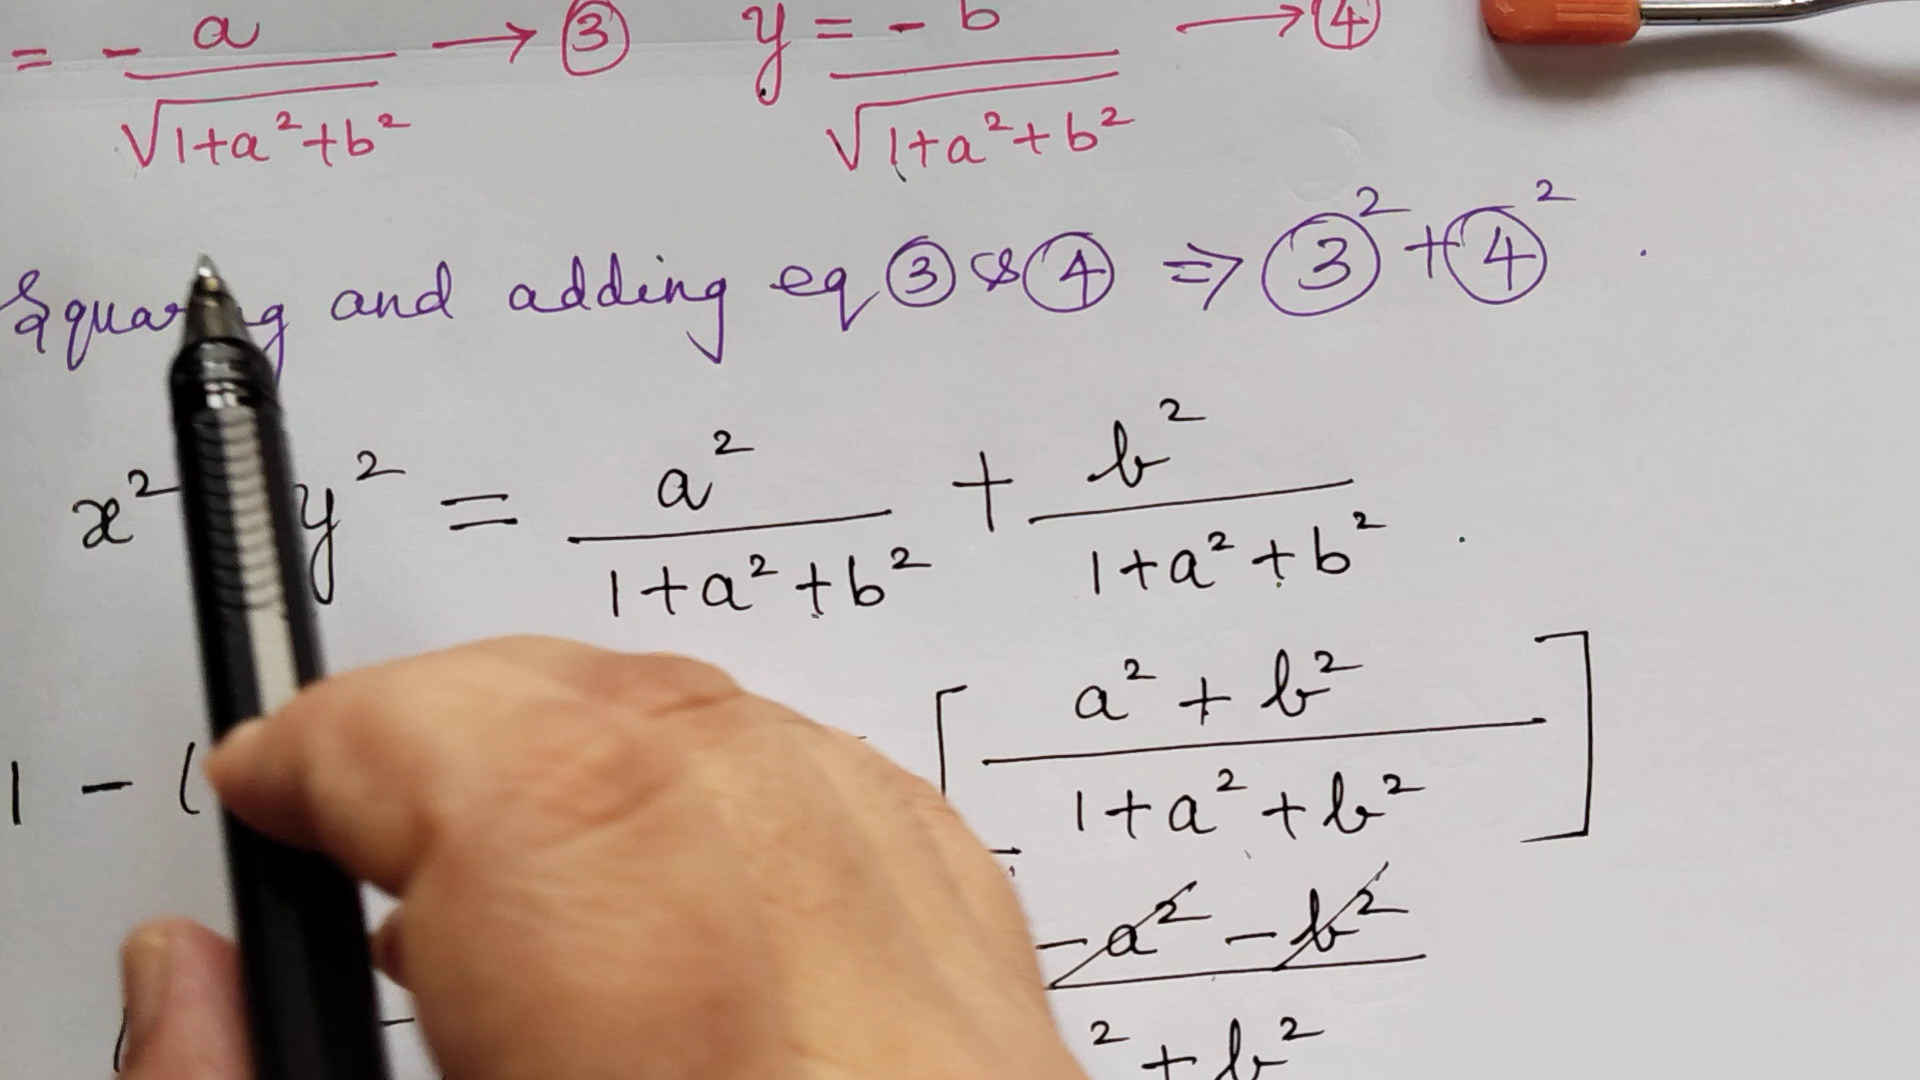 = - a/√(1+a²+b²) → ③ y = - b/√(1+a²+b²) → ④
and adding eq ③ & ④ ⇒ ③² + ④²
x² y² = a²/(1+a²+b²) + b²/(1+a²+b²)
1 - ( [(a² + b²)/(1+a²+b²)]
-a² - b²
² + b²